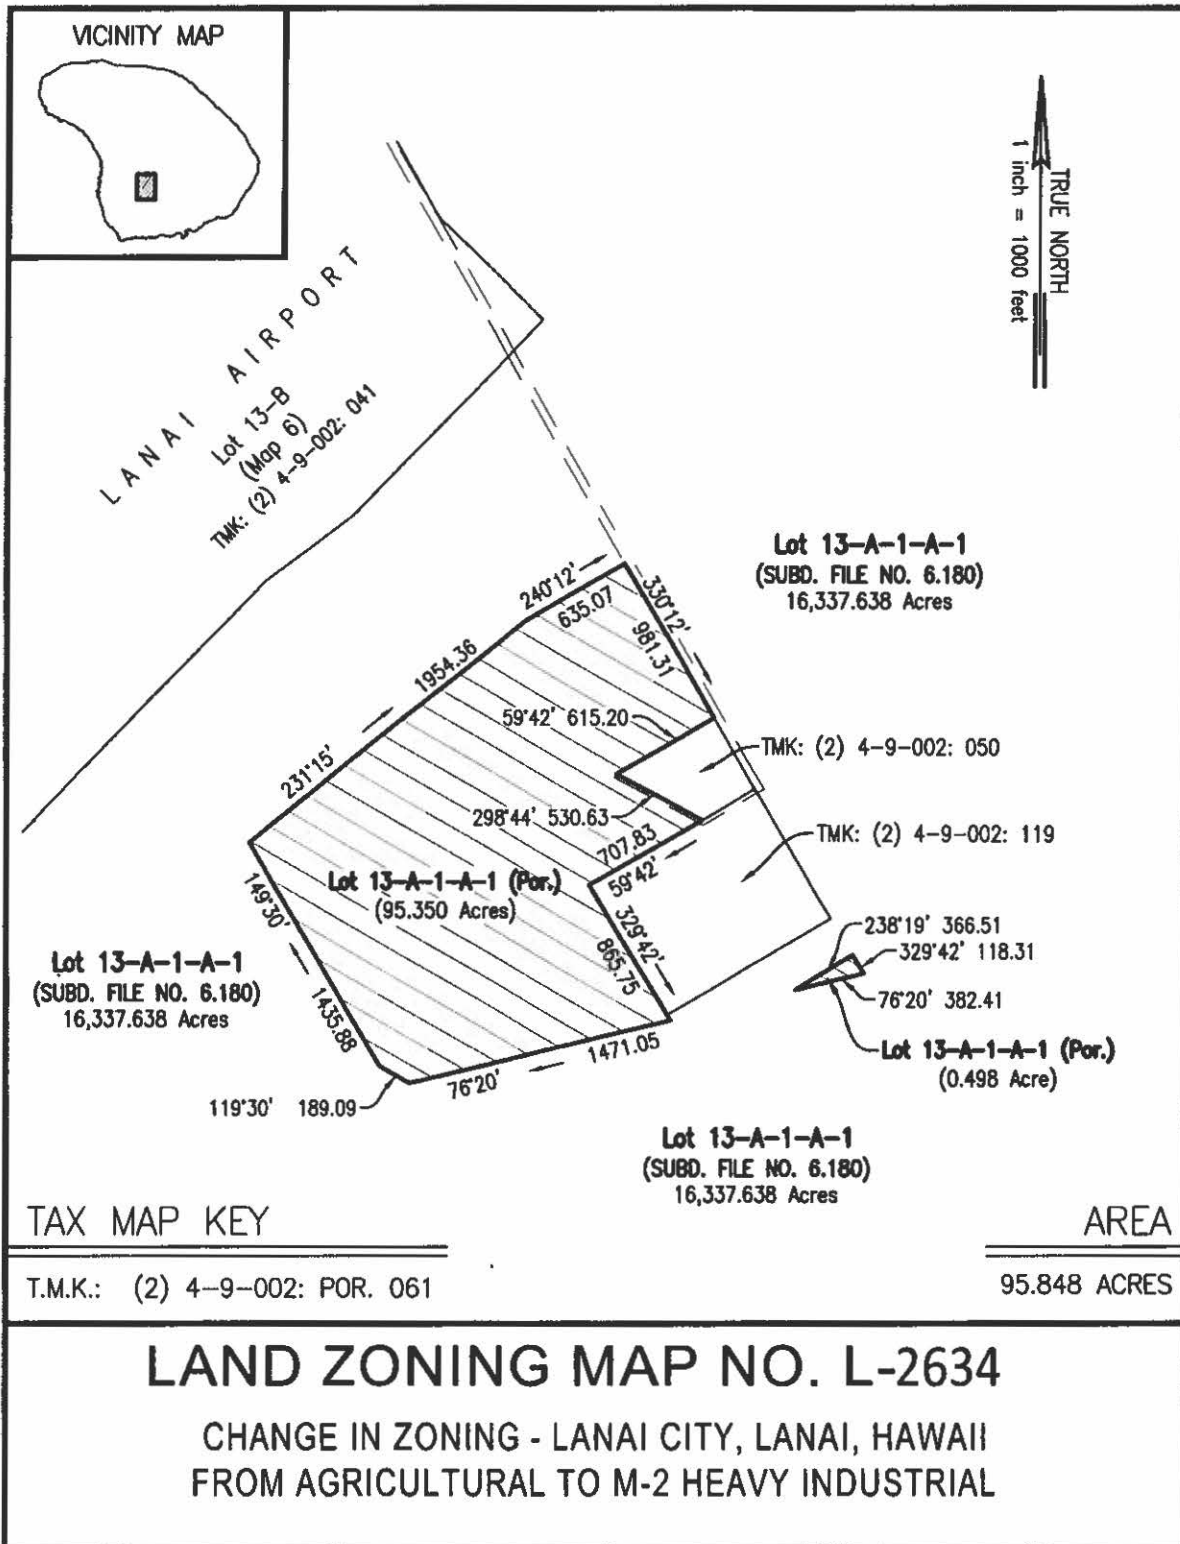 VICINITY MAP
TRUE NORTH
1 inch = 1000 feet
LANAI AIRPORT
Lot 13-B
(Map 6)
TMK: (2) 4-9-002: 041
Lot 13-A-1-A-1
(SUBD. FILE NO. 6.180)
16,337.638 Acres
240°12'
635.07
330°12'
981.31
1954.36
231°15'
59°42' 615.20
TMK: (2) 4-9-002: 050
298°44' 530.63
TMK: (2) 4-9-002: 119
707.83
59°42'
Lot 13-A-1-A-1 (Por.)
(95.350 Acres)
149°30'
1435.88
329°42'
865.75
238°19' 366.51
329°42' 118.31
76°20' 382.41
Lot 13-A-1-A-1 (Por.)
(0.498 Acre)
Lot 13-A-1-A-1
(SUBD. FILE NO. 6.180)
16,337.638 Acres
1471.05
76°20'
119°30' 189.09
Lot 13-A-1-A-1
(SUBD. FILE NO. 6.180)
16,337.638 Acres
TAX MAP KEY
AREA
T.M.K.: (2) 4-9-002: POR. 061
95.848 ACRES
LAND ZONING MAP NO. L-2634
CHANGE IN ZONING - LANAI CITY, LANAI, HAWAII
FROM AGRICULTURAL TO M-2 HEAVY INDUSTRIAL